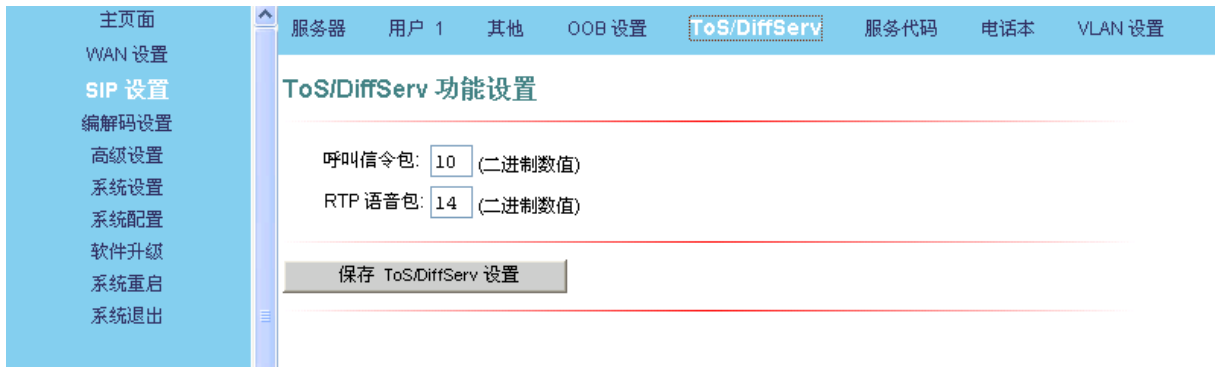 主页面
WAN 设置
SIP 设置
编解码设置
高级设置
系统设置
系统配置
软件升级
系统重启
系统退出
服务器 用户 1 其他 OOB 设置 ToS/DiffServ 服务代码 电话本 VLAN 设置
ToS/DiffServ 功能设置
呼叫信令包: 10 (二进制数值)
RTP 语音包: 14 (二进制数值)
保存 ToS/DiffServ 设置